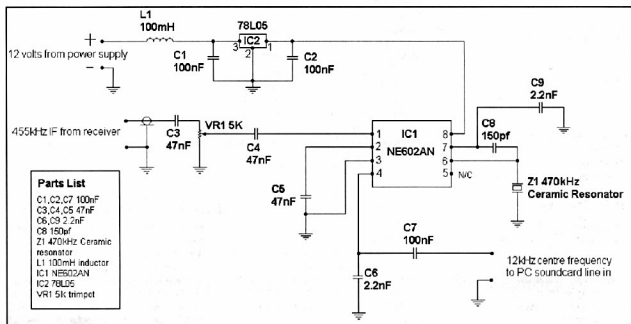 L1
100mH
78L05
IC2
3
2
1
+
12 volts from power supply
-
C1
100nF
C2
100nF
C9
2.2nF
C8
150pf
455kHz IF from receiver
C3
47nF
VR1 5K
C4
47nF
IC1
NE602AN
1
2
3
4
8
7
6
5
N/C
Z1 470kHz
Ceramic Resonator
C5
47nF
C7
100nF
C6
2.2nF
12kHz centre frequency
to PC soundcard line in
Parts List
C1,C2,C7 100nF
C3,C4,C5 47nF
C6,C9 2.2nF
C8 150pf
Z1 470kHz Ceramic
resonator
L1 100mH inductor
IC1 NE602AN
IC2 78L05
VR1 5k trimpot